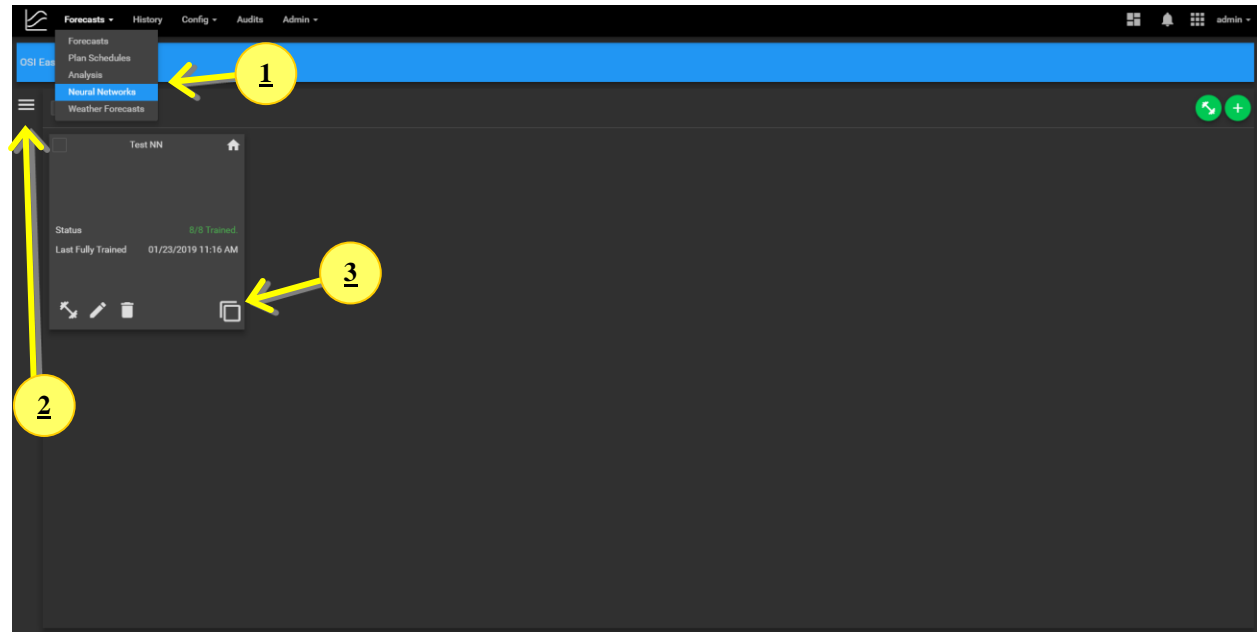 Forecasts History Config Audits Admin admin
Forecasts
OSI Eas
Plan Schedules
Analysis
Neural Networks
Weather Forecasts
1
Test NN
Status 8/8 Trained.
Last Fully Trained 01/23/2019 11:16 AM
3
2